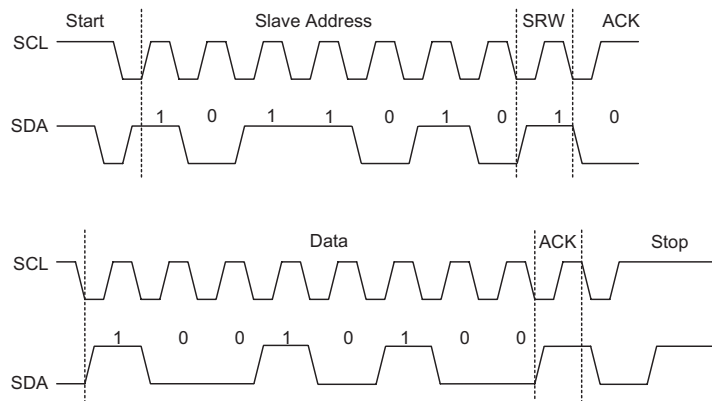 Start Slave Address SRW ACK
SCL
1 0 1 1 0 1 0 1 0
SDA
Data ACK Stop
SCL
1 0 0 1 0 1 0 0
SDA